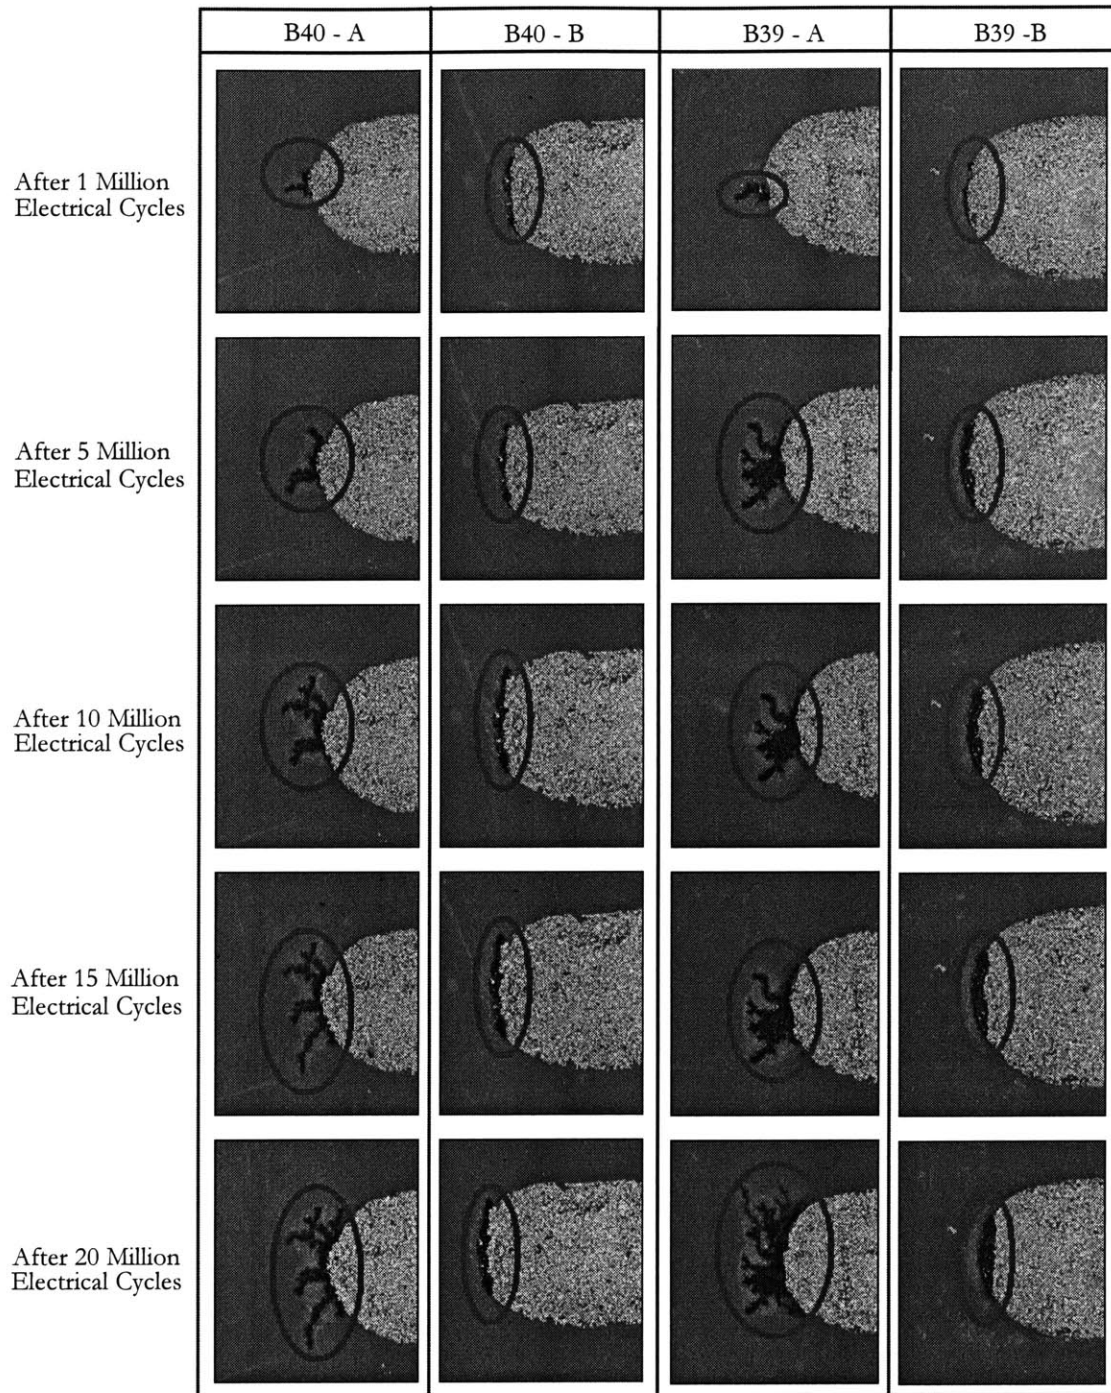 B40 - A
B40 - B
B39 - A
B39 -B
After 1 Million
Electrical Cycles
After 5 Million
Electrical Cycles
After 10 Million
Electrical Cycles
After 15 Million
Electrical Cycles
After 20 Million
Electrical Cycles